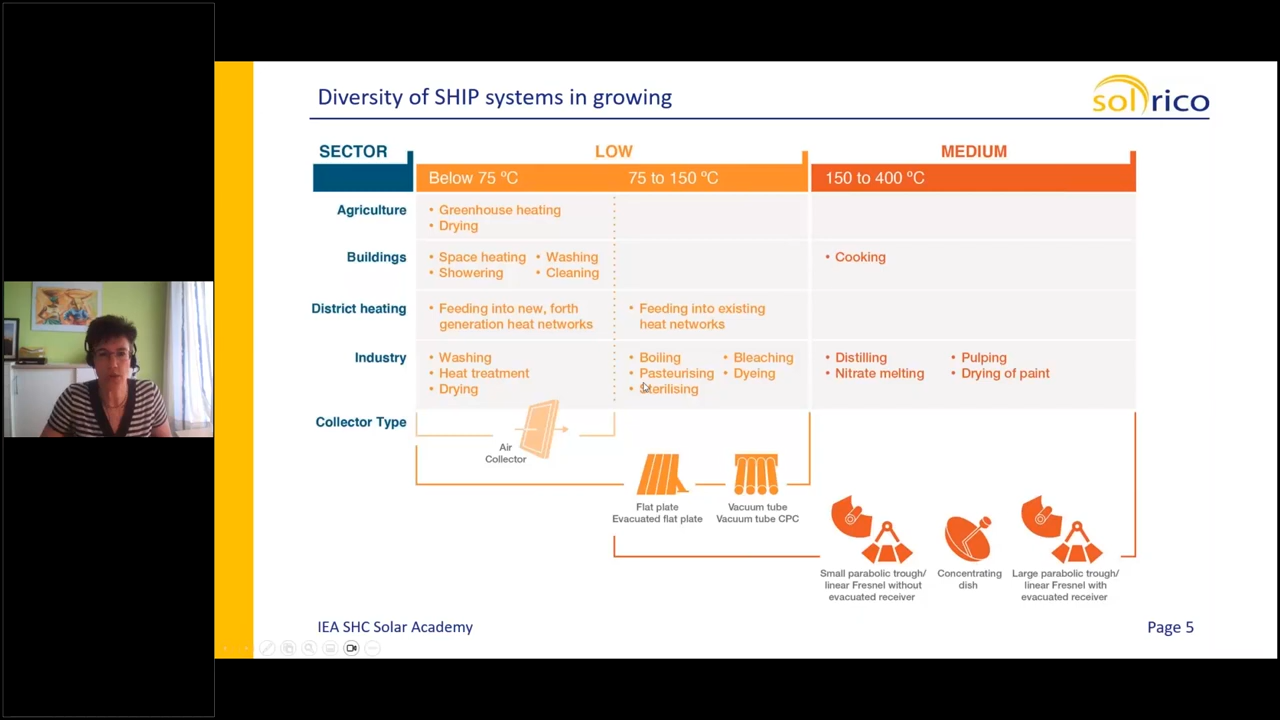 Diversity of SHIP systems in growing
solrico
SECTOR
LOW
MEDIUM
Below 75 ºC
75 to 150 ºC
150 to 400 ºC
Agriculture
• Greenhouse heating
• Drying
Buildings
• Space heating • Washing
• Showering • Cleaning
• Cooking
District heating
• Feeding into new, forth
generation heat networks
• Feeding into existing
heat networks
Industry
• Washing
• Heat treatment
• Drying
• Boiling • Bleaching
• Pasteurising • Dyeing
• Sterilising
• Distilling • Pulping
• Nitrate melting • Drying of paint
Collector Type
Air
Collector
Flat plate
Evacuated flat plate
Vacuum tube
Vacuum tube CPC
Small parabolic trough/
linear Fresnel without
evacuated receiver
Concentrating
dish
Large parabolic trough/
linear Fresnel with
evacuated receiver
IEA SHC Solar Academy
Page 5